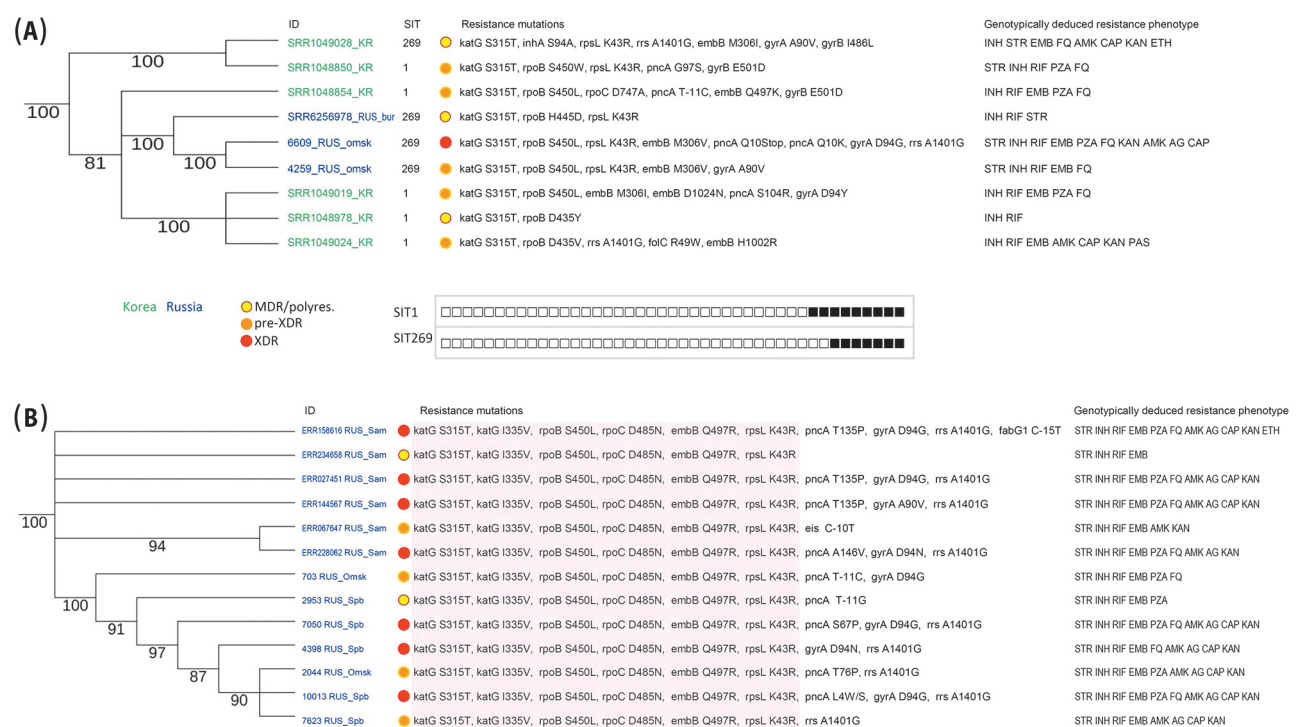 (A)
ID SIT Resistance mutations Genotypically deduced resistance phenotype
SRR1049028_KR 269 katG S315T, inhA S94A, rpsL K43R, rrs A1401G, embB M306I, gyrA A90V, gyrB I486L INH STR EMB FQ AMK CAP KAN ETH
SRR1048850_KR 1 katG S315T, rpoB S450W, rpsL K43R, pncA G97S, gyrB E501D STR INH RIF PZA FQ
SRR1048854_KR 1 katG S315T, rpoB S450L, rpoC D747A, pncA T-11C, embB Q497K, gyrB E501D INH RIF EMB PZA FQ
SRR6256978_RUS_bur 269 katG S315T, rpoB H445D, rpsL K43R INH RIF STR
6609_RUS_omsk 269 katG S315T, rpoB S450L, rpsL K43R, embB M306V, pncA Q10Stop, pncA Q10K, gyrA D94G, rrs A1401G STR INH RIF EMB PZA FQ KAN AMK AG CAP
4259_RUS_omsk 269 katG S315T, rpoB S450L, rpsL K43R, embB M306V, gyrA A90V STR INH RIF EMB FQ
SRR1049019_KR 1 katG S315T, rpoB S450L, embB M306I, embB D1024N, pncA S104R, gyrA D94Y INH RIF EMB PZA FQ
SRR1048978_KR 1 katG S315T, rpoB D435Y INH RIF
SRR1049024_KR 1 katG S315T, rpoB D435V, rrs A1401G, folC R49W, embB H1002R INH RIF EMB AMK CAP KAN PAS
100
100
81
100
100
100
Korea Russia
MDR/polyres.
pre-XDR
XDR
SIT1
SIT269
(B)
ID Resistance mutations Genotypically deduced resistance phenotype
ERR158616 RUS_Sam katG S315T, katG I335V, rpoB S450L, rpoC D485N, embB Q497R, rpsL K43R, pncA T135P, gyrA D94G, rrs A1401G, fabG1 C-15T STR INH RIF EMB PZA FQ AMK AG CAP KAN ETH
ERR234658 RUS_Sam katG S315T, katG I335V, rpoB S450L, rpoC D485N, embB Q497R, rpsL K43R STR INH RIF EMB
ERR027451 RUS_Sam katG S315T, katG I335V, rpoB S450L, rpoC D485N, embB Q497R, rpsL K43R, pncA T135P, gyrA D94G, rrs A1401G STR INH RIF EMB PZA FQ AMK AG CAP KAN
ERR144567 RUS_Sam katG S315T, katG I335V, rpoB S450L, rpoC D485N, embB Q497R, rpsL K43R, pncA T135P, gyrA A90V, rrs A1401G STR INH RIF EMB PZA FQ AMK AG CAP KAN
ERR067647 RUS_Sam katG S315T, katG I335V, rpoB S450L, rpoC D485N, embB Q497R, rpsL K43R, eis C-10T STR INH RIF EMB AMK KAN
ERR228062 RUS_Sam katG S315T, katG I335V, rpoB S450L, rpoC D485N, embB Q497R, rpsL K43R, pncA A146V, gyrA D94N, rrs A1401G STR INH RIF EMB PZA FQ AMK AG KAN
703 RUS_Omsk katG S315T, katG I335V, rpoB S450L, rpoC D485N, embB Q497R, rpsL K43R, pncA T-11C, gyrA D94G STR INH RIF EMB PZA FQ
2953 RUS_Spb katG S315T, katG I335V, rpoB S450L, rpoC D485N, embB Q497R, rpsL K43R, pncA T-11G STR INH RIF EMB PZA
7050 RUS_Spb katG S315T, katG I335V, rpoB S450L, rpoC D485N, embB Q497R, rpsL K43R, pncA S67P, gyrA D94G, rrs A1401G STR INH RIF EMB PZA FQ AMK AG CAP KAN
4398 RUS_Spb katG S315T, katG I335V, rpoB S450L, rpoC D485N, embB Q497R, rpsL K43R, gyrA D94N, rrs A1401G STR INH RIF EMB FQ AMK AG CAP KAN
2044 RUS_Omsk katG S315T, katG I335V, rpoB S450L, rpoC D485N, embB Q497R, rpsL K43R, pncA T76P, rrs A1401G STR INH RIF EMB PZA AMK AG CAP KAN
10013 RUS_Spb katG S315T, katG I335V, rpoB S450L, rpoC D485N, embB Q497R, rpsL K43R, pncA L4W/S, gyrA D94G, rrs A1401G STR INH RIF EMB PZA FQ AMK AG CAP KAN
7623 RUS_Spb katG S315T, katG I335V, rpoB S450L, rpoC D485N, embB Q497R, rpsL K43R, rrs A1401G STR INH RIF EMB AMK AG CAP KAN
100
94
100
91
97
87
90